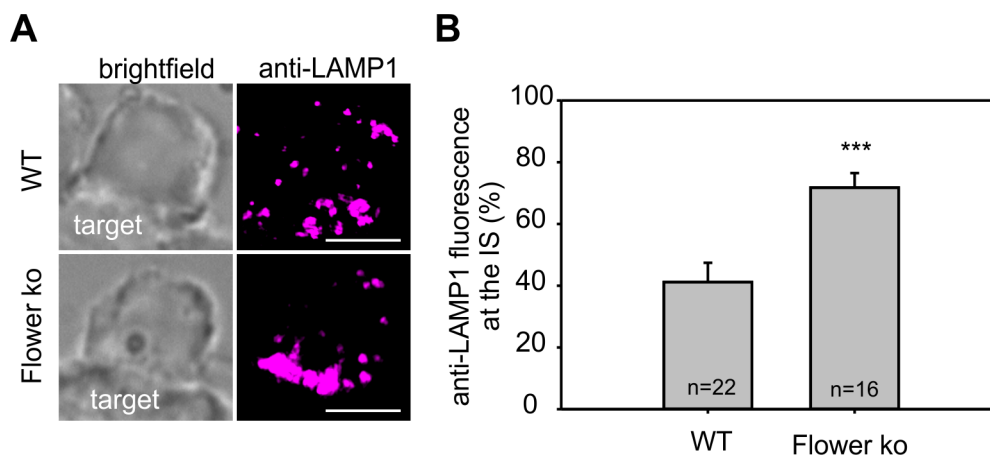 A
brightfield
anti-LAMP1
WT
target
Flower ko
target
B
anti-LAMP1 fluorescence
at the IS (%)
100
80
60
40
20
0
***
n=22
n=16
WT
Flower ko